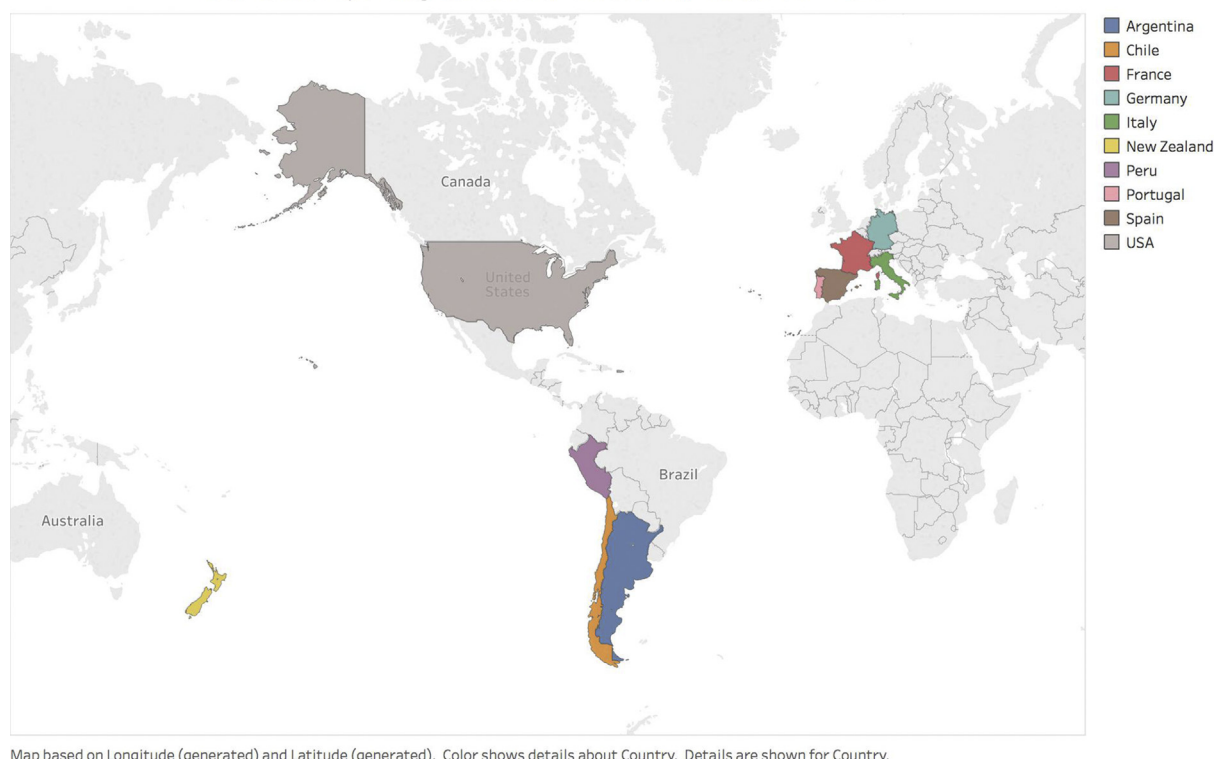 Argentina
Chile
France
Germany
Italy
New Zealand
Peru
Portugal
Spain
USA
Canada
United
States
Brazil
Australia
Map based on Longitude (generated) and Latitude (generated). Color shows details about Country. Details are shown for Country.